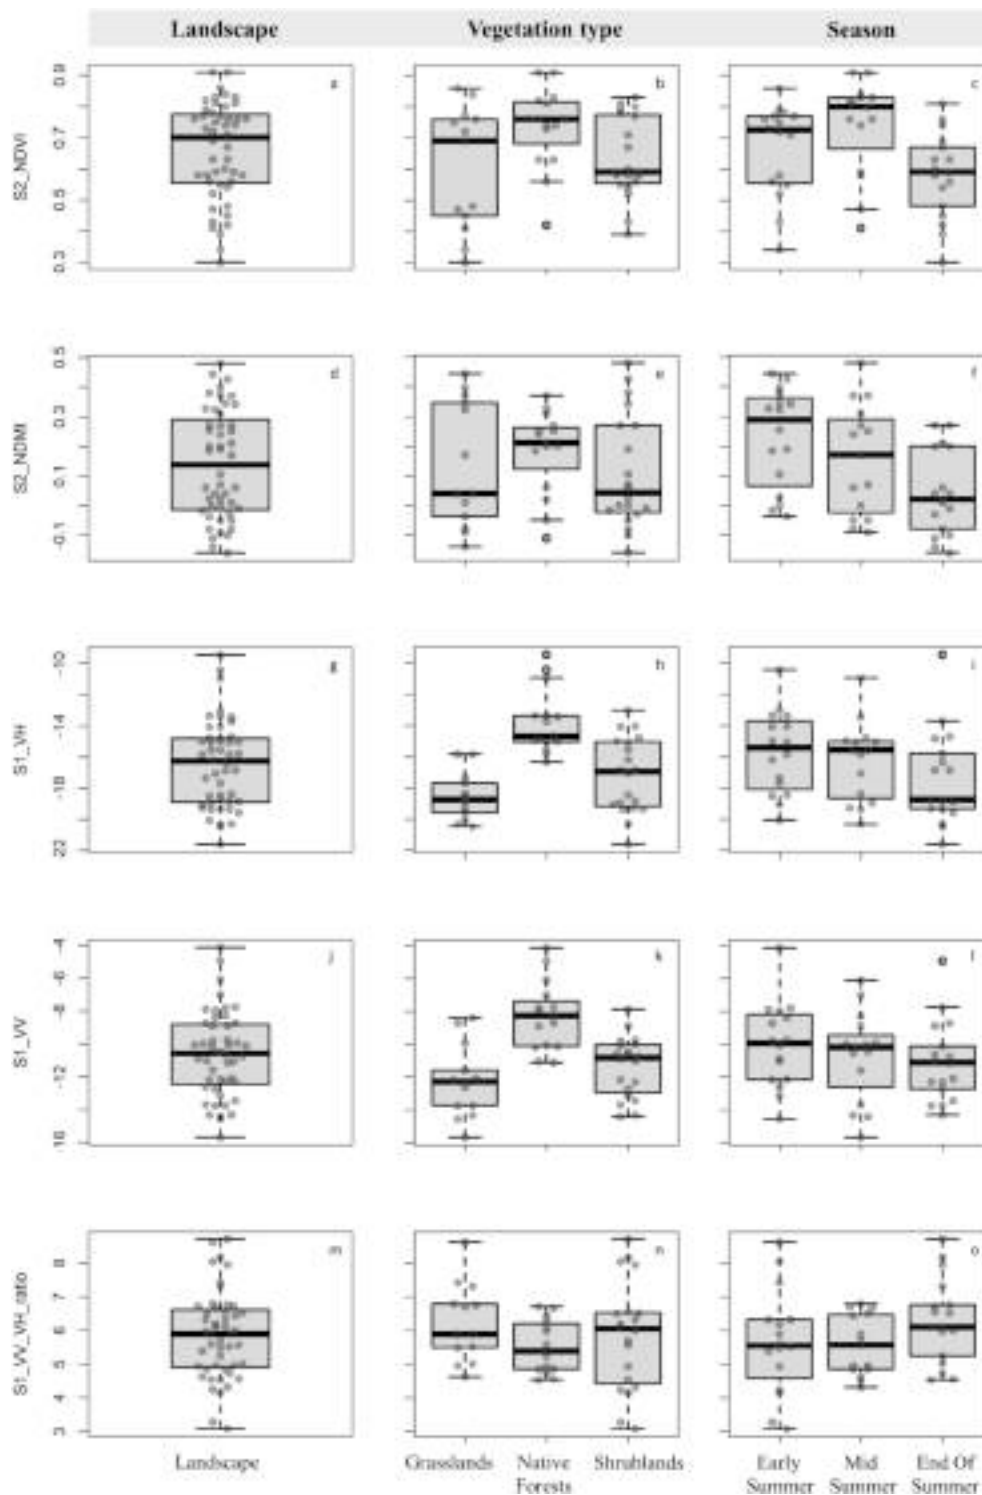 Landscape Vegetation type Season
S2_NDVI
0.9
0.7
0.5
0.3
a b c
S2_NDMI
0.5
0.3
0.1
-0.1
d e f
S1_VH
-10
-14
-18
22
g h i
S1_VV
-4
-6
-8
-12
-16
j k l
S1_VV_VH_ratio
8
7
6
5
4
3
m n o
Landscape Grasslands Native Forests Shrublands Early Summer Mid Summer End Of Summer